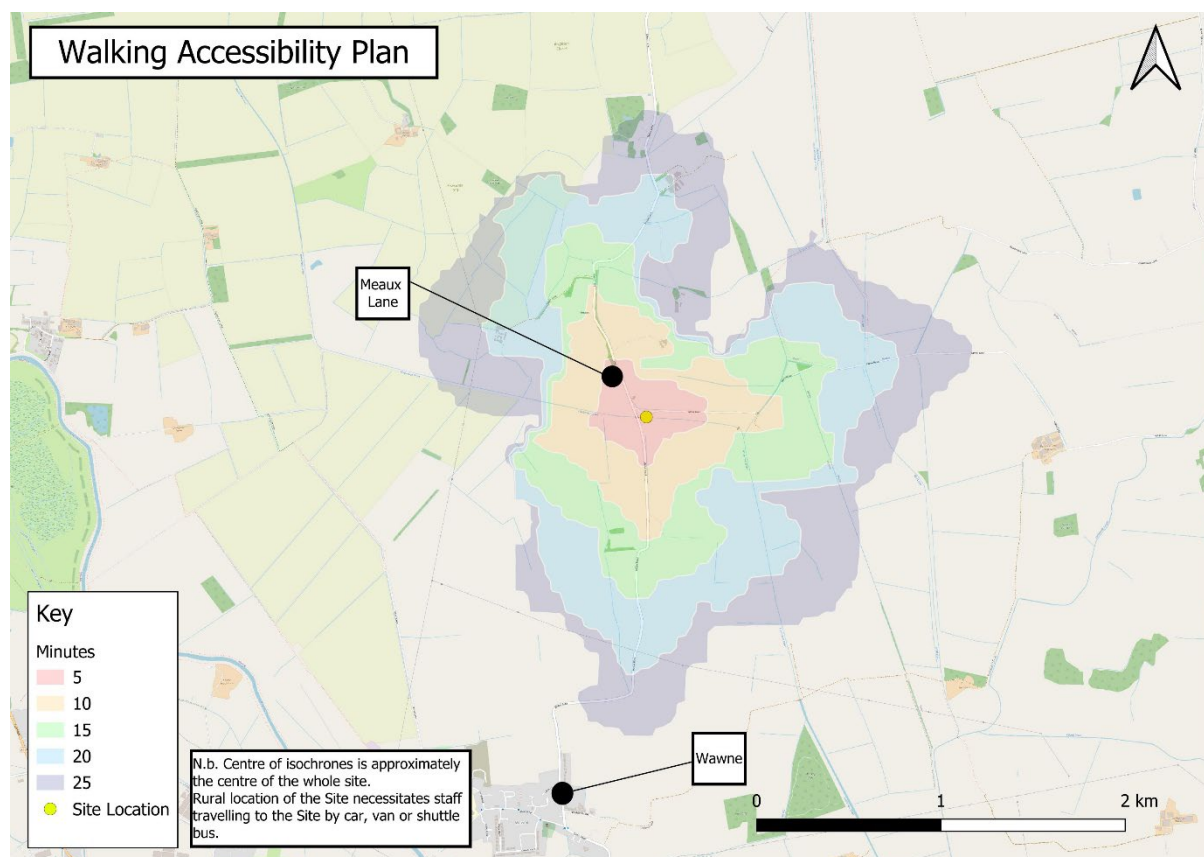 Walking Accessibility Plan
Meaux
Lane
Key
Minutes
5
10
15
20
25
Site Location
N.b. Centre of isochrones is approximately
the centre of the whole site.
Rural location of the Site necessitates staff
travelling to the Site by car, van or shuttle
bus.
Wawne
0
1
2 km